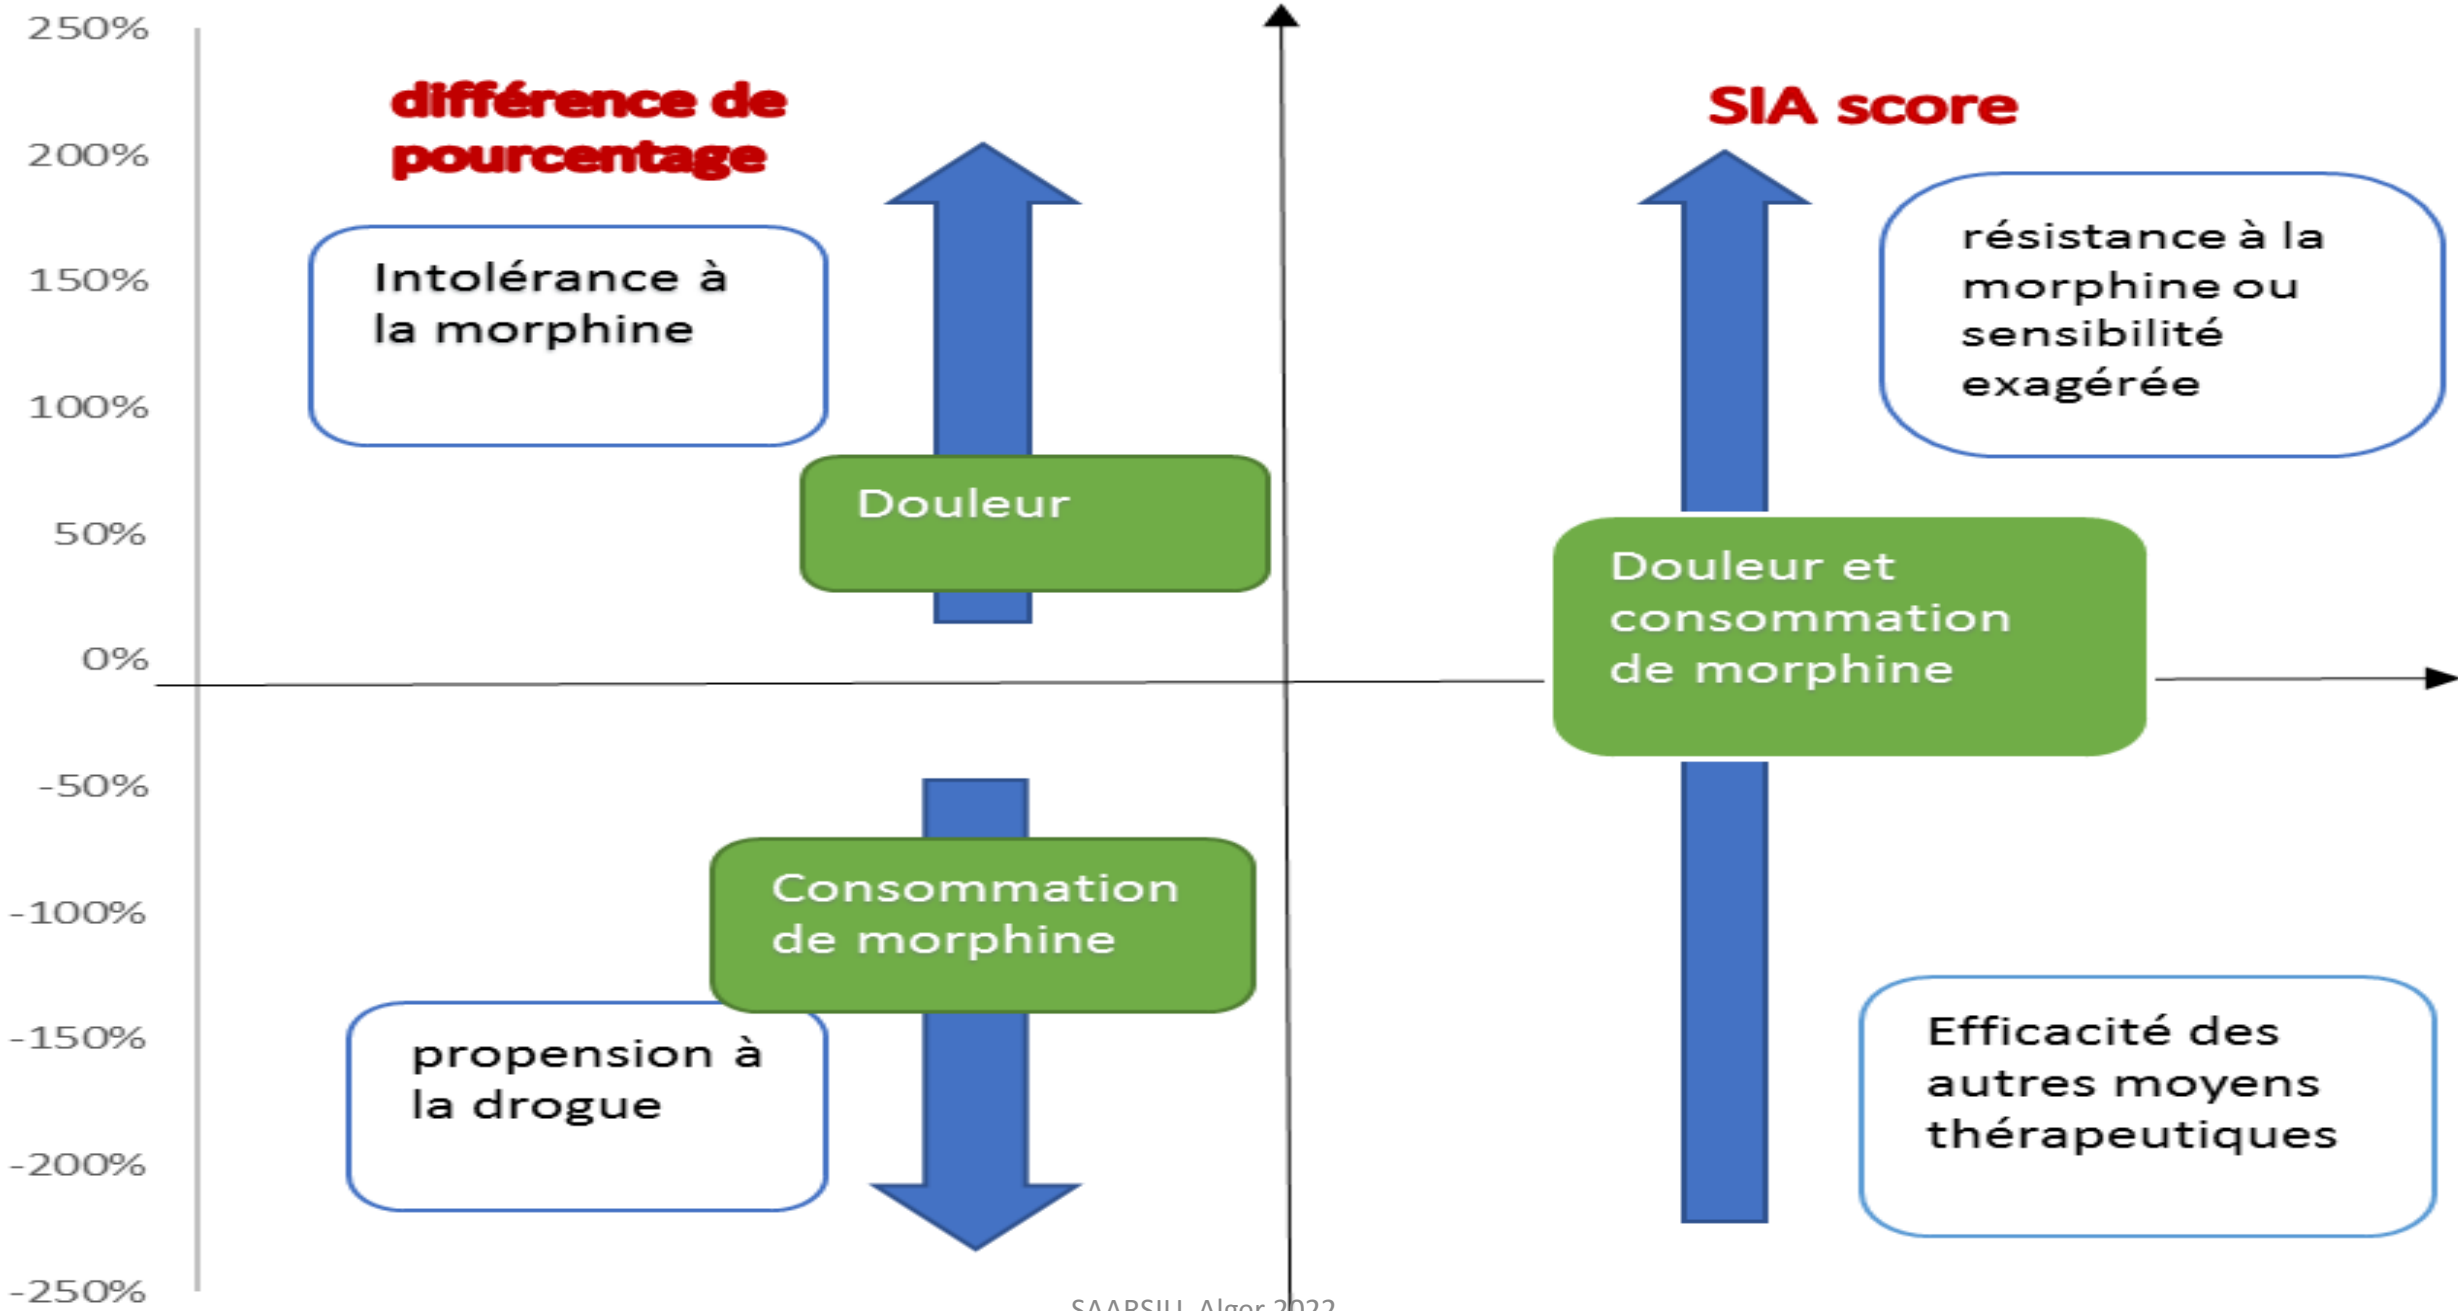 250%
200%
150%
100%
50%
0%
-50%
-100%
-150%
-200%
-250%
différence de
pourcentage
Intolérance à
la morphine
Douleur
Consommation
de morphine
propension à
la drogue
SIA score
résistance à la
morphine ou
sensibilité
exagérée
Douleur et
consommation
de morphine
Efficacité des
autres moyens
thérapeutiques
Alger 2022